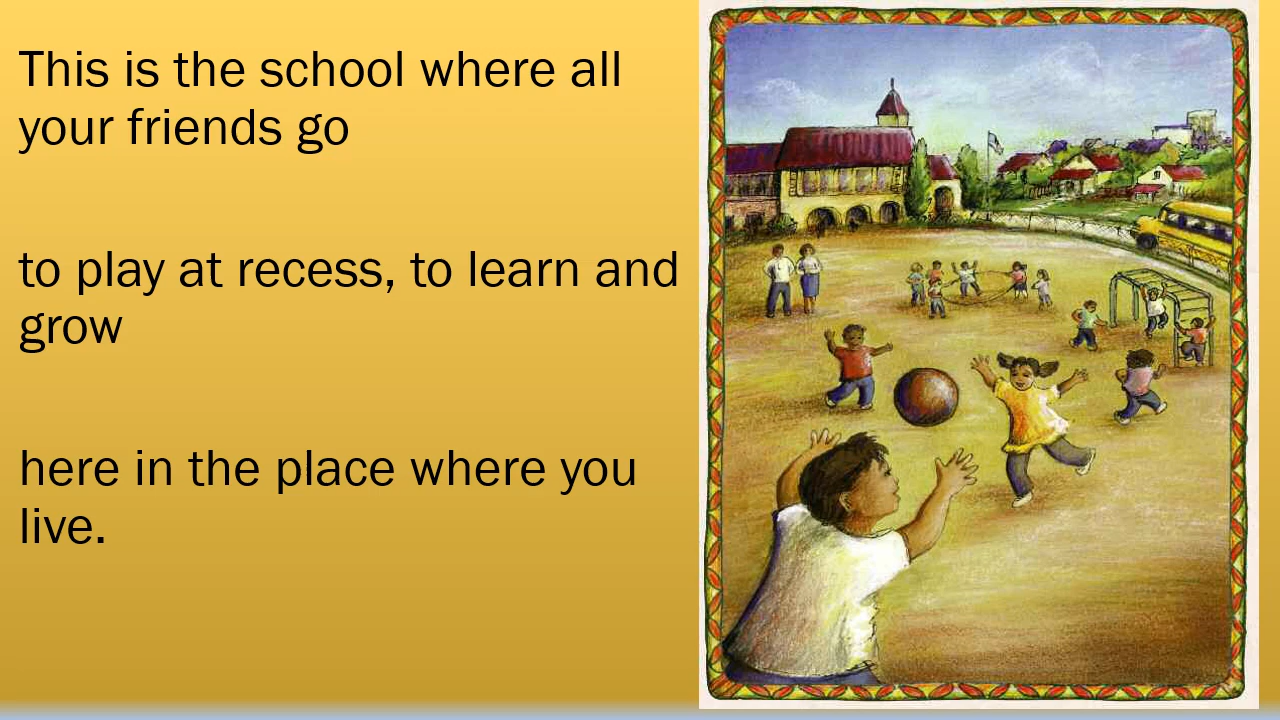 This is the school where all
your friends go
to play at recess, to learn and
grow
here in the place where you
live.